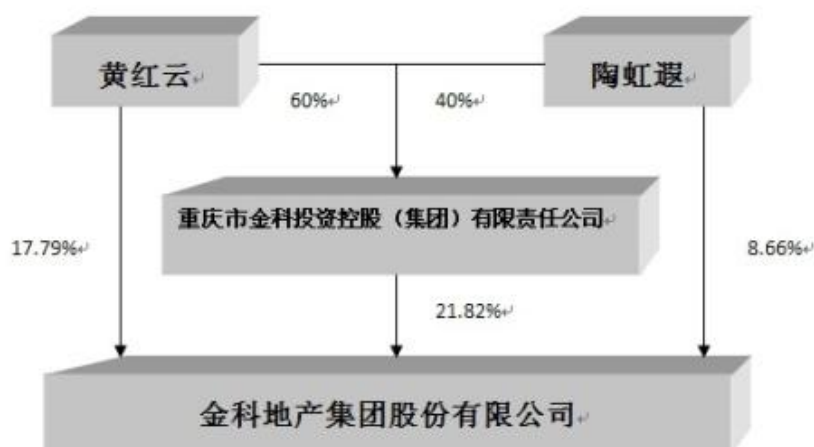 黄红云
陶虹遐
60%
40%
重庆市金科投资控股（集团）有限责任公司
17.79%
8.66%
21.82%
金科地产集团股份有限公司